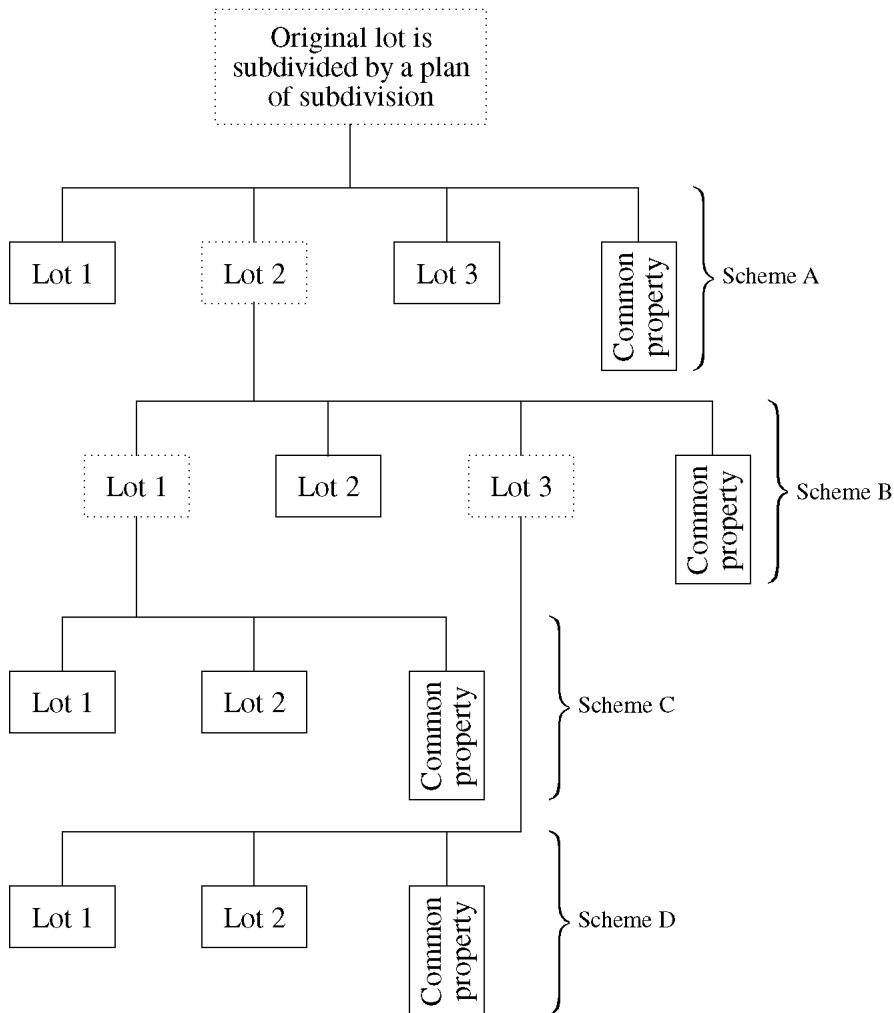 Original lot is
subdivided by a plan
of subdivision
Lot 1
Lot 2
Lot 3
Common
property
Scheme A
Lot 1
Lot 2
Lot 3
Common
property
Scheme B
Lot 1
Lot 2
Common
property
Scheme C
Lot 1
Lot 2
Common
property
Scheme D